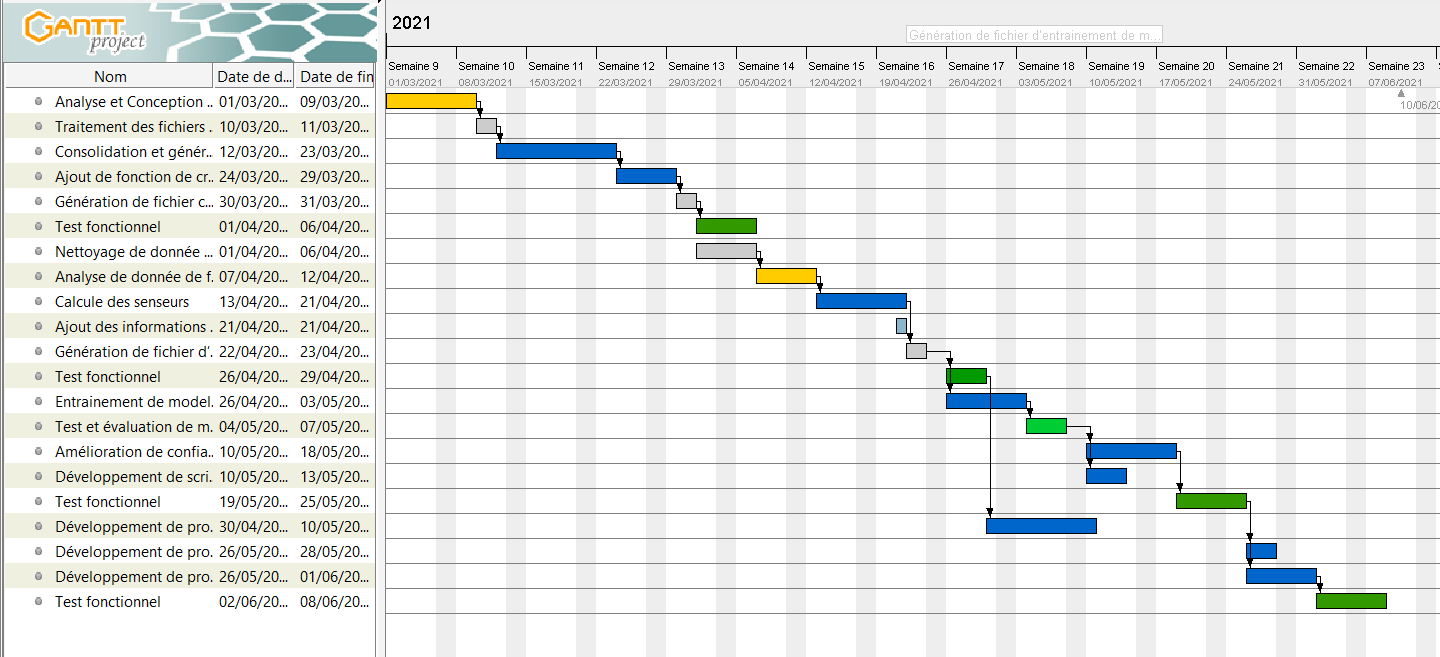 GANTT
project
2021
Génération de fichier d'entrainement de m...
Nom Date de d... Date de fin
Semaine 9 Semaine 10 Semaine 11 Semaine 12 Semaine 13 Semaine 14 Semaine 15 Semaine 16 Semaine 17 Semaine 18 Semaine 19 Semaine 20 Semaine 21 Semaine 22 Semaine 23
01/03/2021 08/03/2021 15/03/2021 22/03/2021 29/03/2021 05/04/2021 12/04/2021 19/04/2021 26/04/2021 03/05/2021 10/05/2021 17/05/2021 24/05/2021 31/05/2021 07/06/2021
10/06/20
Analyse et Conception .. 01/03/20... 09/03/20...
Traitement des fichiers . 10/03/20... 11/03/20...
Consolidation et génér.. 12/03/20... 23/03/20...
Ajout de fonction de cr.. 24/03/20... 29/03/20...
Génération de fichier c... 30/03/20... 31/03/20...
Test fonctionnel 01/04/20... 06/04/20...
Nettoyage de donnée ... 01/04/20... 06/04/20...
Analyse de donnée de f. 07/04/20... 12/04/20...
Calcule des senseurs 13/04/20... 21/04/20...
Ajout des informations . 21/04/20... 21/04/20...
Génération de fichier d'. 22/04/20... 23/04/20...
Test fonctionnel 26/04/20... 29/04/20...
Entrainement de model. 26/04/20... 03/05/20...
Test et évaluation de m. 04/05/20... 07/05/20...
Amélioration de confia.. 10/05/20... 18/05/20...
Développement de scri. 10/05/20... 13/05/20...
Test fonctionnel 19/05/20... 25/05/20...
Développement de pro. 30/04/20... 10/05/20...
Développement de pro. 26/05/20... 28/05/20...
Développement de pro. 26/05/20... 01/06/20...
Test fonctionnel 02/06/20... 08/06/20...